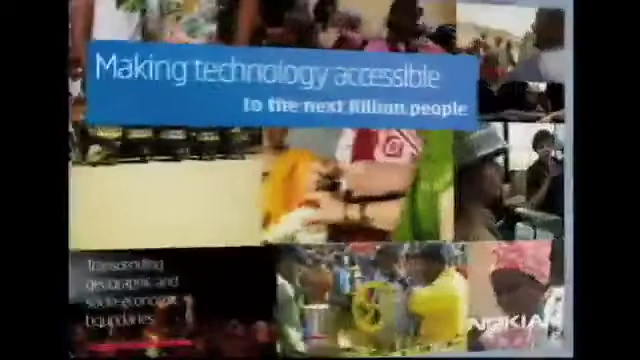 Making technology accessible
to the next Billion people
Transcending
geographic and
socio-economic
boundaries
NOKIA